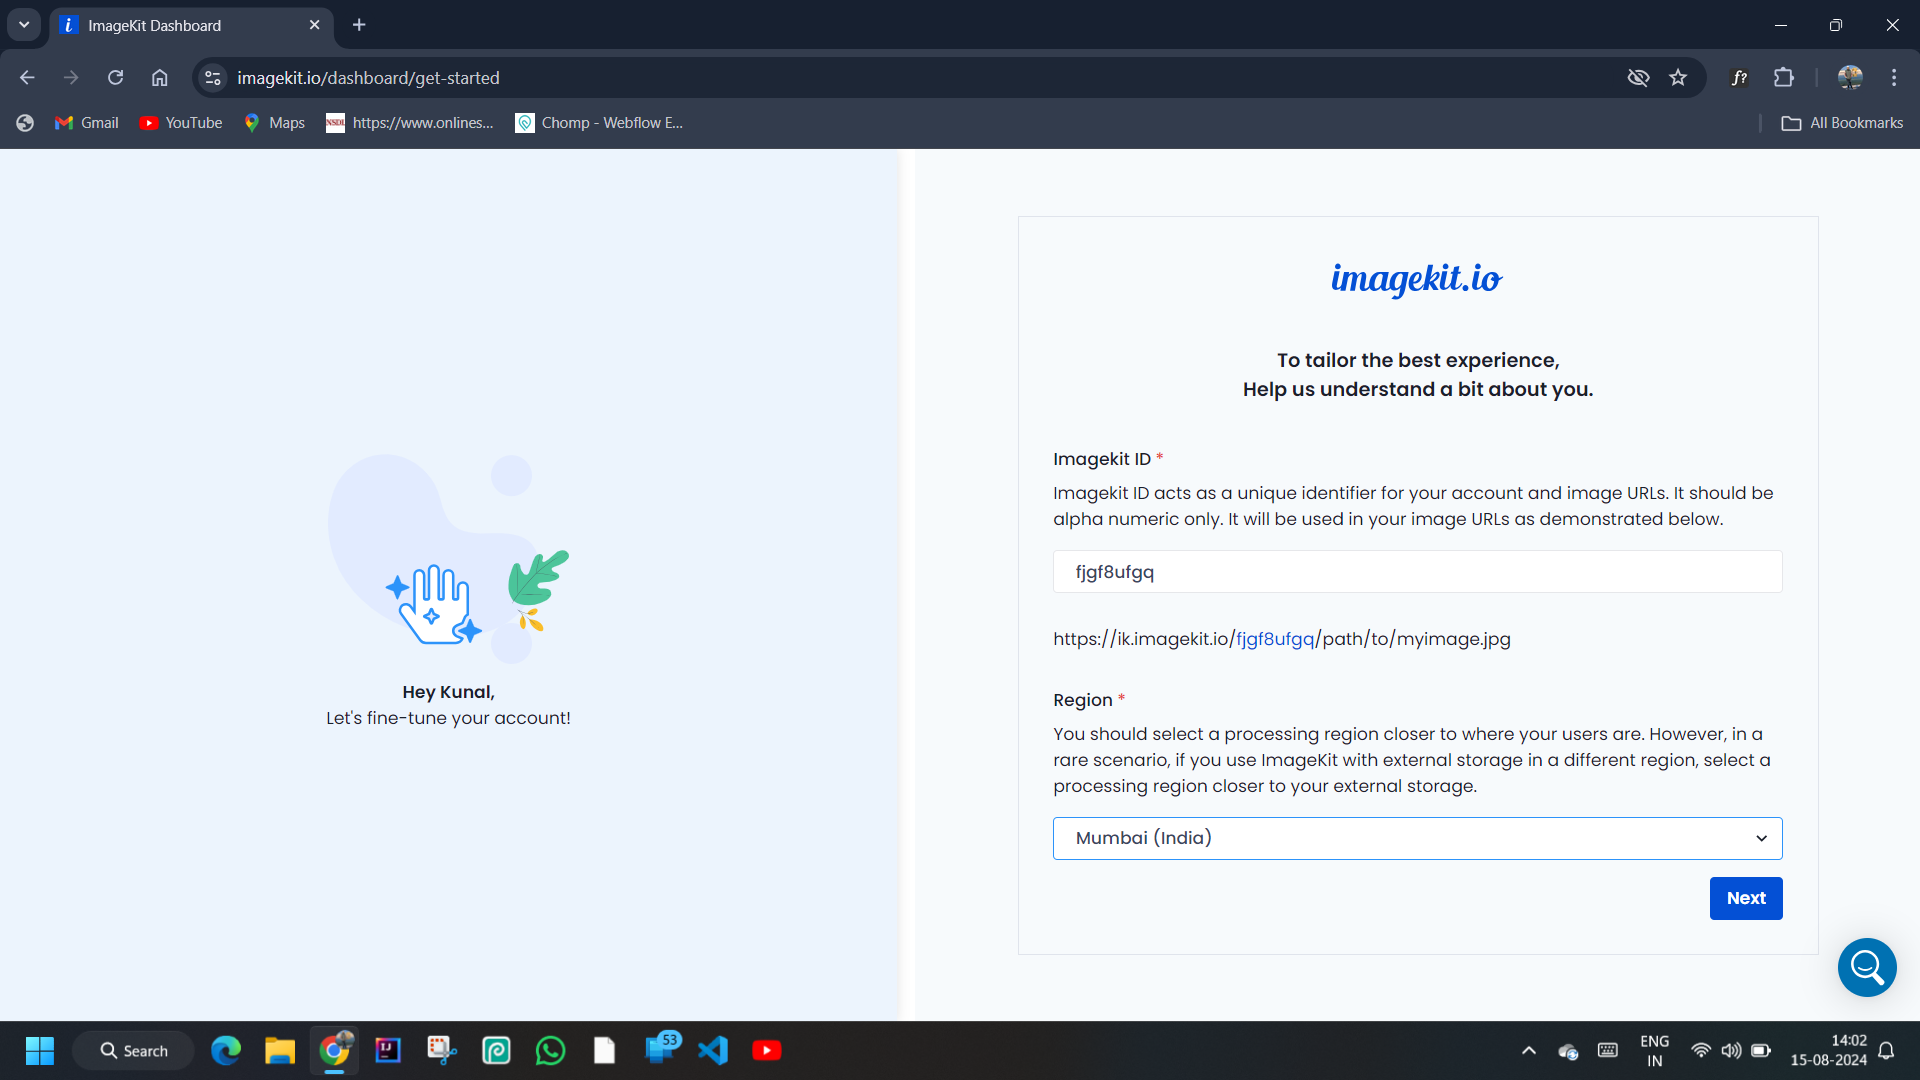 ImageKit Dashboard
imagekit.io/dashboard/get-started
f?
Gmail
YouTube
Maps
NSDL
https://www.onlines...
Chomp - Webflow E...
All Bookmarks
Hey Kunal,
Let's fine-tune your account!
imagekit.io
To tailor the best experience,
Help us understand a bit about you.
Imagekit ID *
Imagekit ID acts as a unique identifier for your account and image URLs. It should be
alpha numeric only. It will be used in your image URLs as demonstrated below.
fjgf8ufgq
https://ik.imagekit.io/fjgf8ufgq/path/to/myimage.jpg
Region *
You should select a processing region closer to where your users are. However, in a
rare scenario, if you use ImageKit with external storage in a different region, select a
processing region closer to your external storage.
Mumbai (India)
Next
Search
IJ
53
ENG
IN
14:02
15-08-2024